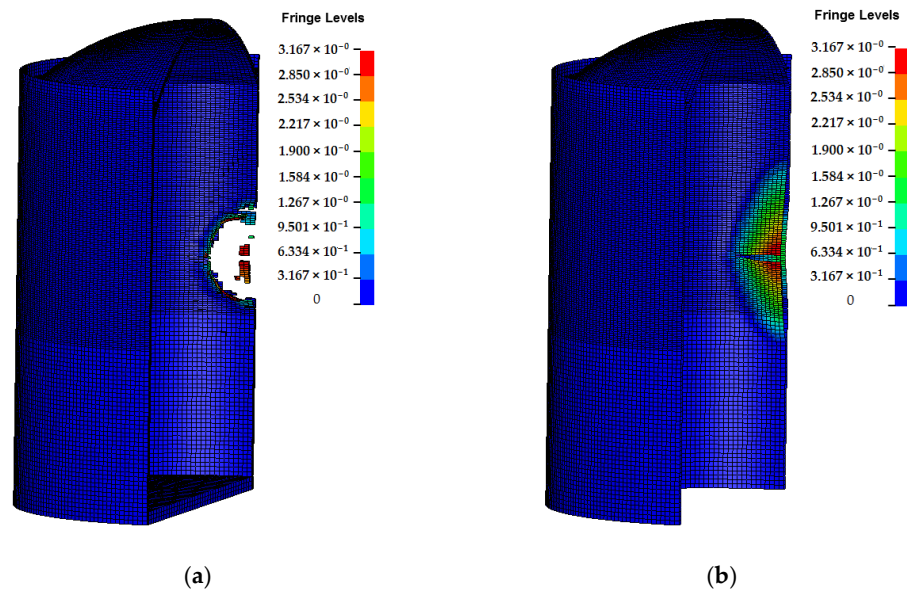 Fringe Levels
3.167 × 10⁻⁰
2.850 × 10⁻⁰
2.534 × 10⁻⁰
2.217 × 10⁻⁰
1.900 × 10⁻⁰
1.584 × 10⁻⁰
1.267 × 10⁻⁰
9.501 × 10⁻¹
6.334 × 10⁻¹
3.167 × 10⁻¹
0
(a)
Fringe Levels
3.167 × 10⁻⁰
2.850 × 10⁻⁰
2.534 × 10⁻⁰
2.217 × 10⁻⁰
1.900 × 10⁻⁰
1.584 × 10⁻⁰
1.267 × 10⁻⁰
9.501 × 10⁻¹
6.334 × 10⁻¹
3.167 × 10⁻¹
0
(b)